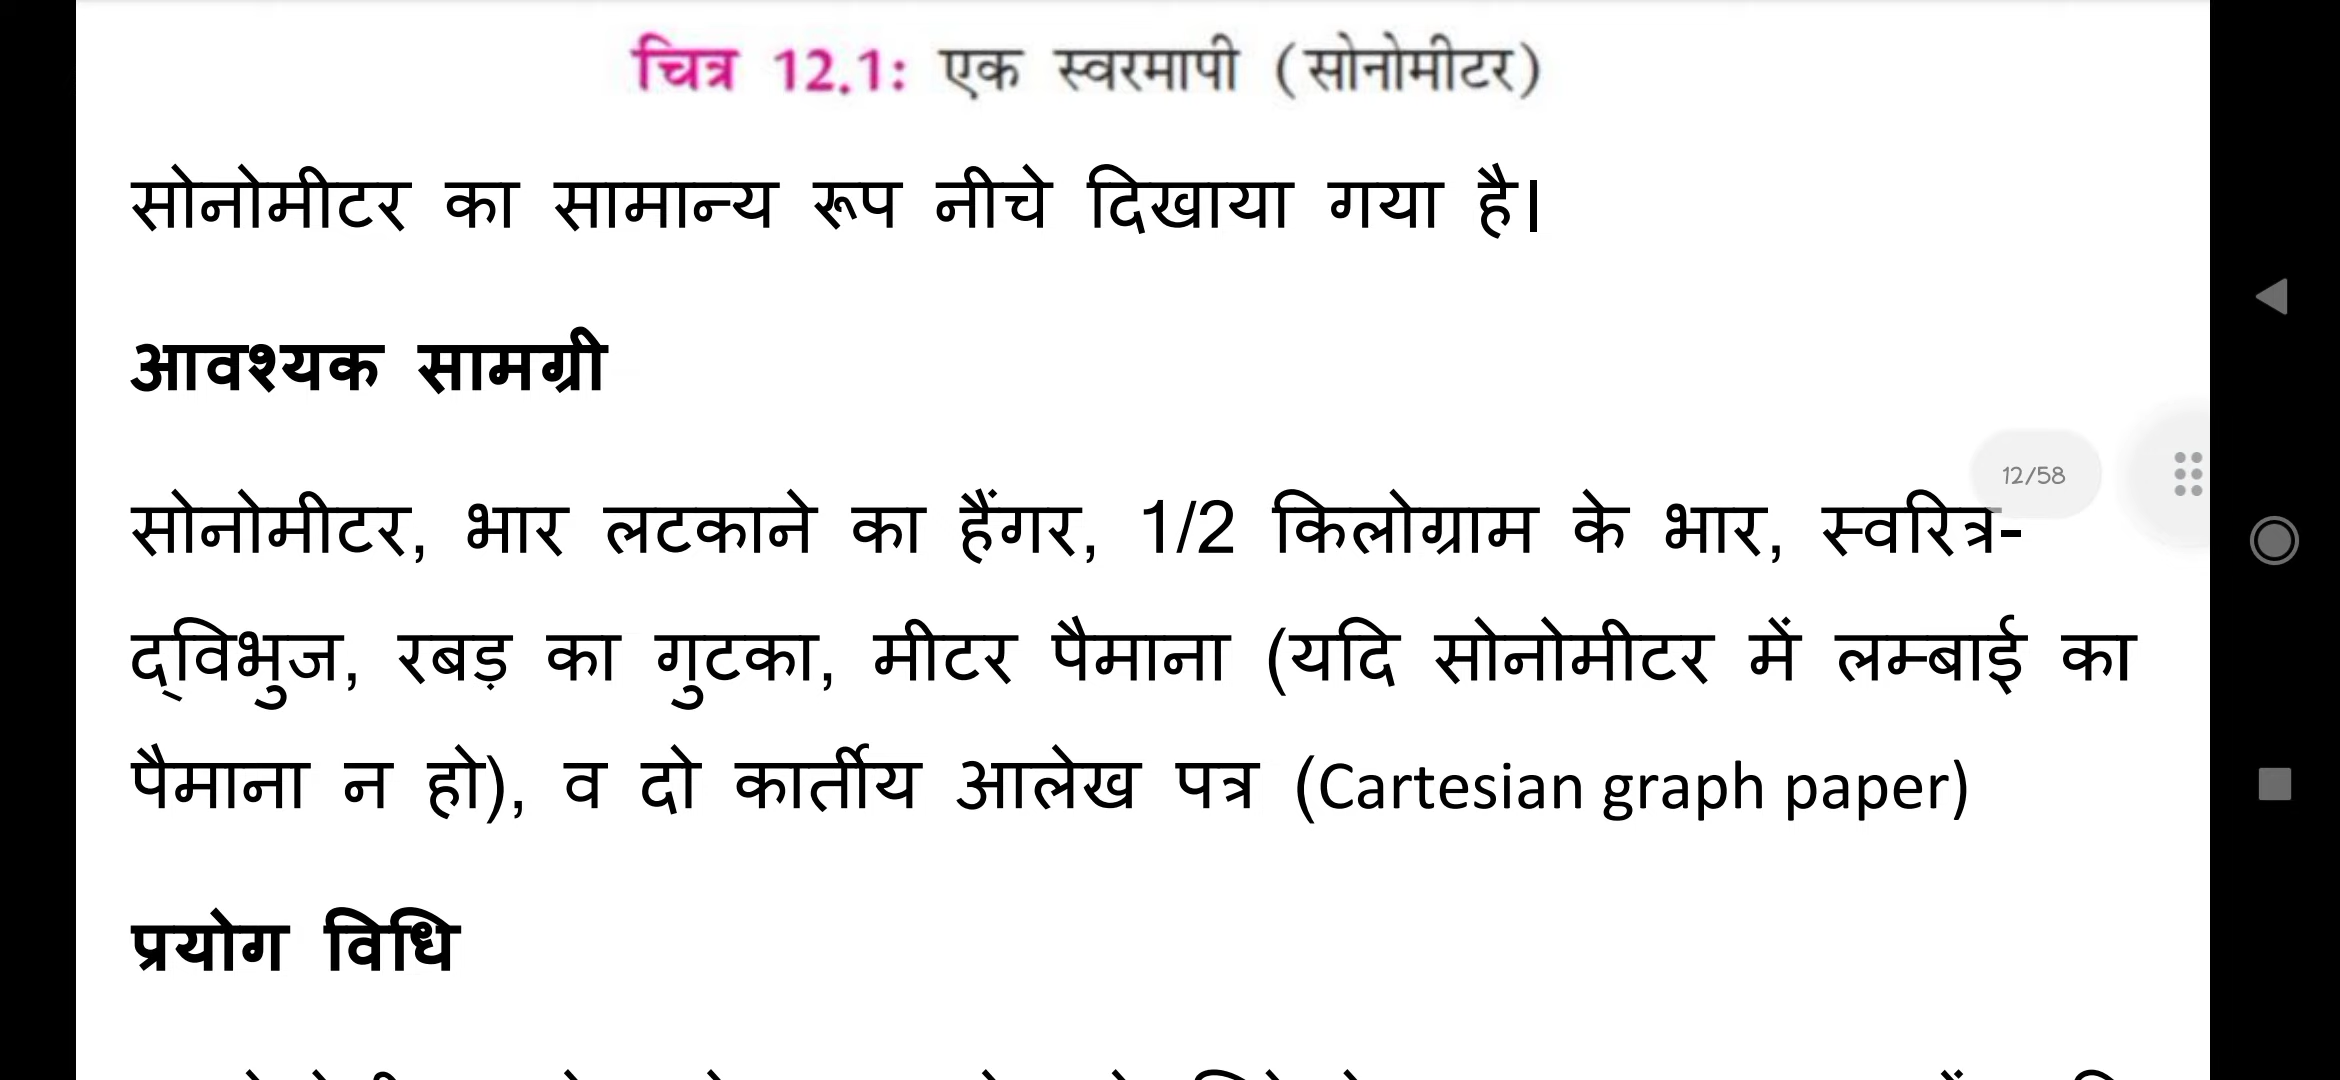 चित्र 12.1: एक स्वरमापी (सोनोमीटर)
सोनोमीटर का सामान्य रूप नीचे दिखाया गया है।
आवश्यक सामग्री
12/58
सोनोमीटर, भार लटकाने का हैंगर, 1/2 किलोग्राम के भार, स्वरित्र-
द्विभुज, रबड़ का गुटका, मीटर पैमाना (यदि सोनोमीटर में लम्बाई का
पैमाना न हो), व दो कार्तीय आलेख पत्र (Cartesian graph paper)
प्रयोग विधि